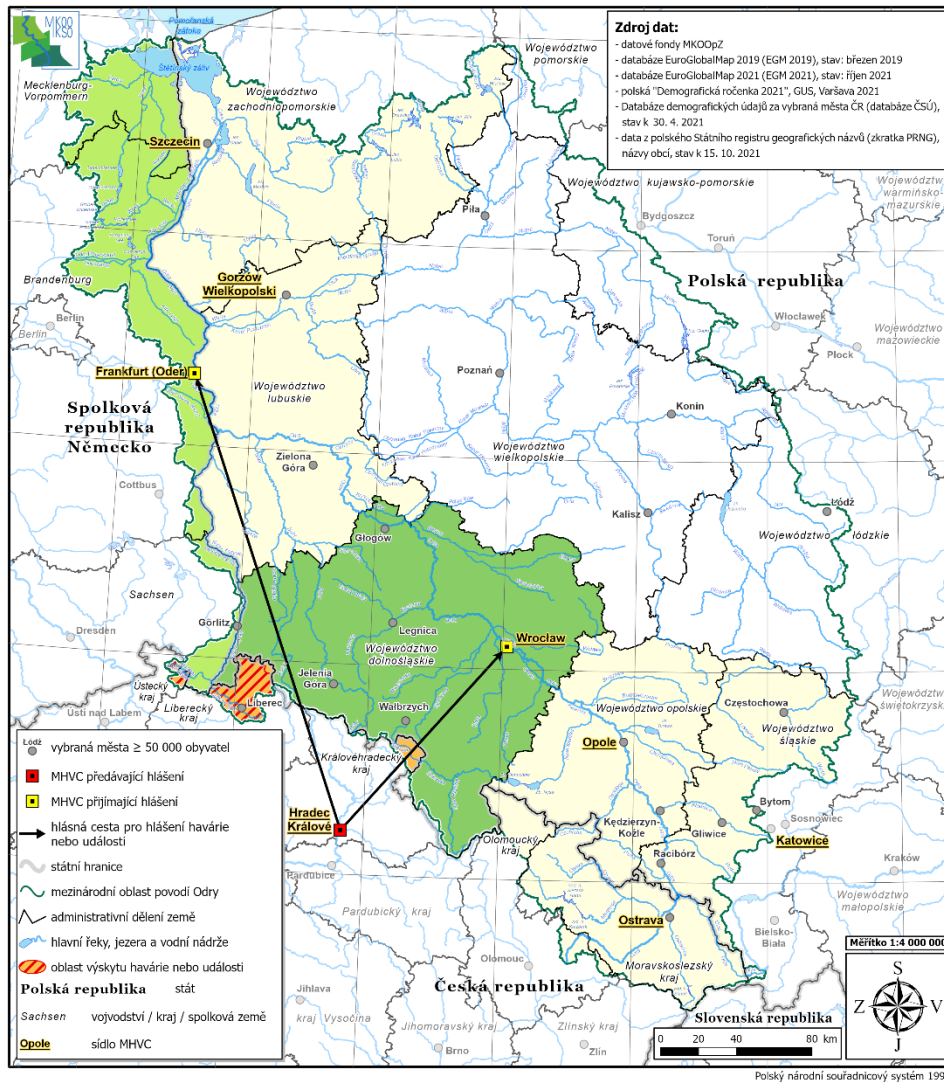 MKOO
IKSO
Pomořanská
zátoka
Štětínský záliv
Mecklenburg-
Vorpommern
Województwo
zachodniopomorskie
Szczecin
Województwo
pomorskie
Zdroj dat:
- datové fondy MKOOpZ
- databáze EuroGlobalMap 2019 (EGM 2019), stav: březen 2019
- databáze EuroGlobalMap 2021 (EGM 2021), stav: říjen 2021
- polská "Demografická ročenka 2021", GUS, Varšava 2021
- Databáze demografických údajů za vybraná města ČR (databáze ČSÚ),
stav k 30. 4. 2021
- data z polského Státního registru geografických názvů (zkratka PRNG),
názvy obcí, stav k 15. 10. 2021
Województwo kujawsko-pomorskie
Województwo
warmińsko-
mazurskie
Piła
Bydgoszcz
Toruń
Brandenburg
Gorzów
Wielkopolski
Polská republika
Berlin
Berlin
Włocławek
Województwo
mazowieckie
Płock
Frankfurt (Oder)
Województwo
lubuskie
Poznań
Konin
Spolková
republika
Německo
Województwo
wielkopolskie
Zielona
Góra
Cottbus
Kalisz
Łódź
Głogów
Województwo
łódzkie
Sachsen
Dresden
Görlitz
Legnica
Wrocław
Województwo
dolnośląskie
Jelenia
Góra
Ústecký
kraj
Liberecký
kraj
Liberec
Ústí nad Labem
Wałbrzych
Województwo opolskie
Częstochowa
Województwo
śląskie
Województwo
świętokrzyskie
Opole
Královéhradecký
kraj
Hradec
Králové
Olomoucký
kraj
Kędzierzyn-
Koźle
Gliwice
Bytom
Sosnowiec
Katowice
Racibórz
Kraków
Województwo
małopolskie
Pardubice
Pardubický kraj
Ostrava
Bielsko-
Biała
Olomouc
Moravskoslezský
kraj
Česká republika
Jihlava
kraj Vysočina
Jihomoravský kraj
Brno
Zlínský
kraj
Zlín
Slovenská republika
Łódź vybraná města ≥ 50 000 obyvatel
MHVC předávající hlášení
MHVC přijímající hlášení
hlásná cesta pro hlášení havárie
nebo události
státní hranice
mezinárodní oblast povodí Odry
administrativní dělení země
hlavní řeky, jezera a vodní nádrže
oblast výskytu havárie nebo události
Polská republika stát
Sachsen vojvodství / kraj / spolková země
Opole sídlo MHVC
Měřítko 1:4 000 000
S
Z V
J
0 20 40 80 km
Polský národní souřadnicový systém 199